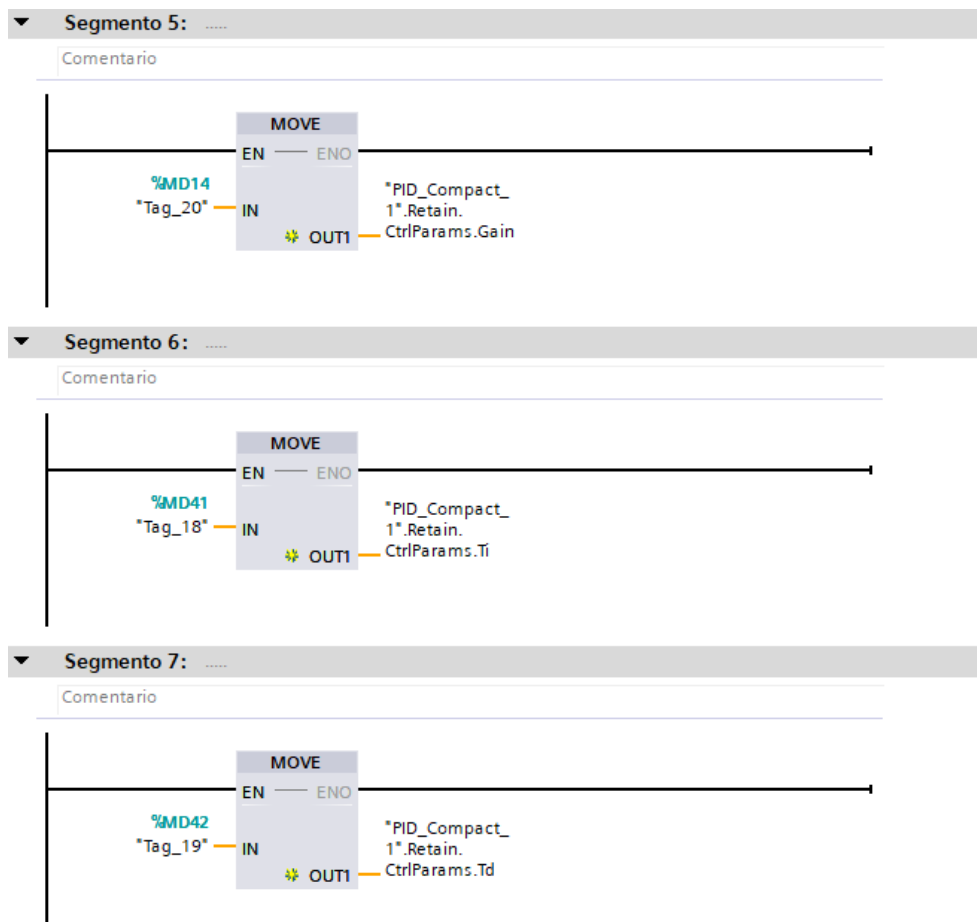 Segmento 5: .....
Comentario
MOVE
EN ENO
%MD14
"Tag_20" IN
OUT1
"PID_Compact_
1".Retain.
CtrlParams.Gain
Segmento 6: .....
Comentario
MOVE
EN ENO
%MD41
"Tag_18" IN
OUT1
"PID_Compact_
1".Retain.
CtrlParams.Ti
Segmento 7: .....
Comentario
MOVE
EN ENO
%MD42
"Tag_19" IN
OUT1
"PID_Compact_
1".Retain.
CtrlParams.Td